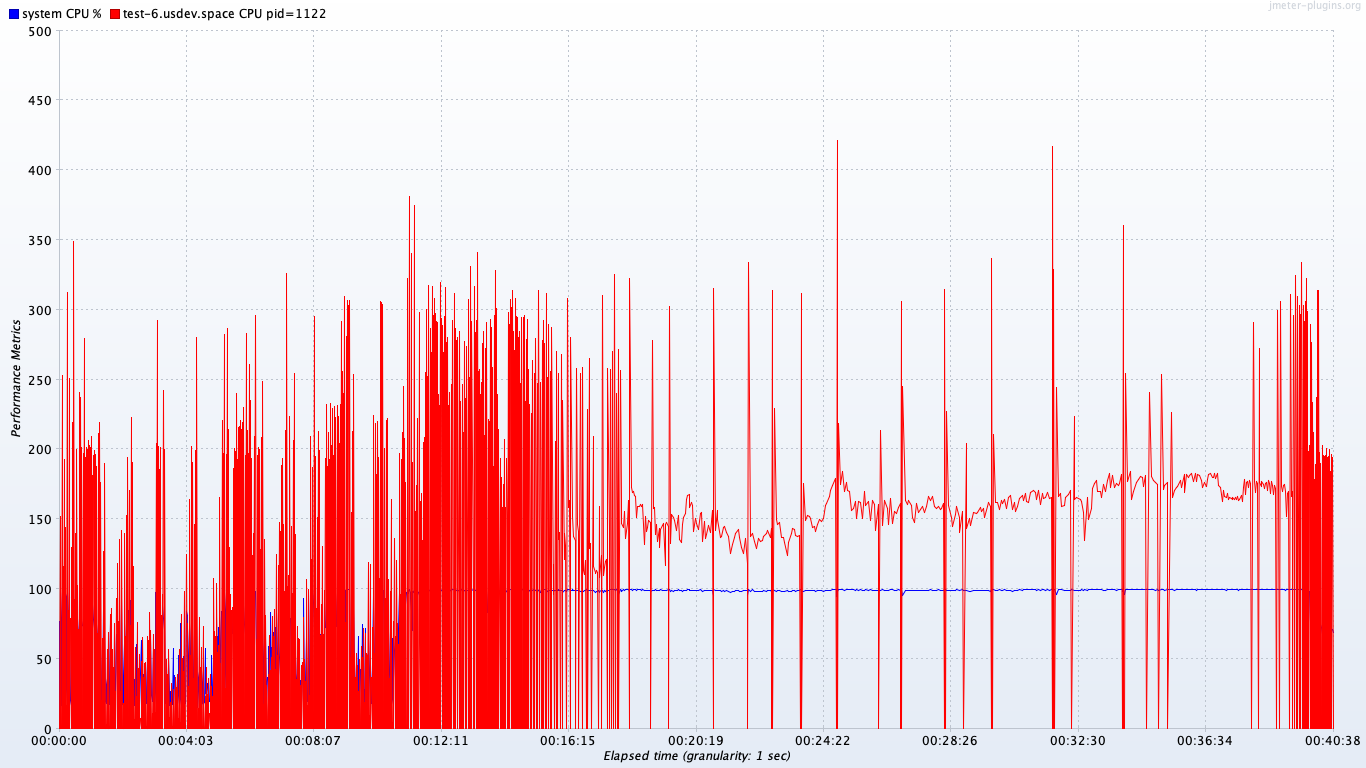 system CPU % test-6.usdev.space CPU pid=1122
jmeter-plugins.org
500
450
400
350
300
250
200
150
100
50
0
Performance Metrics
00:00:00 00:04:03 00:08:07 00:12:11 00:16:15 00:20:19 00:24:22 00:28:26 00:32:30 00:36:34 00:40:38
Elapsed time (granularity: 1 sec)